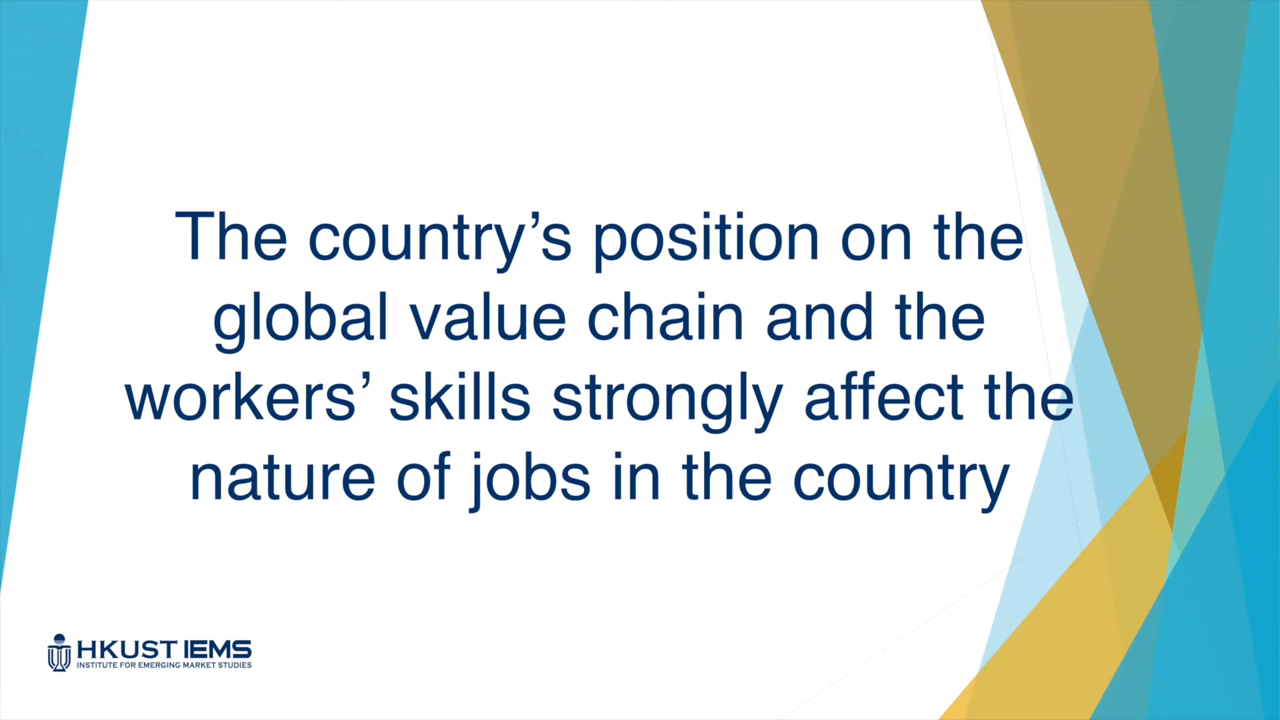 The country’s position on the
global value chain and the
workers’ skills strongly affect the
nature of jobs in the country
HKUST IEMS
INSTITUTE FOR EMERGING MARKET STUDIES